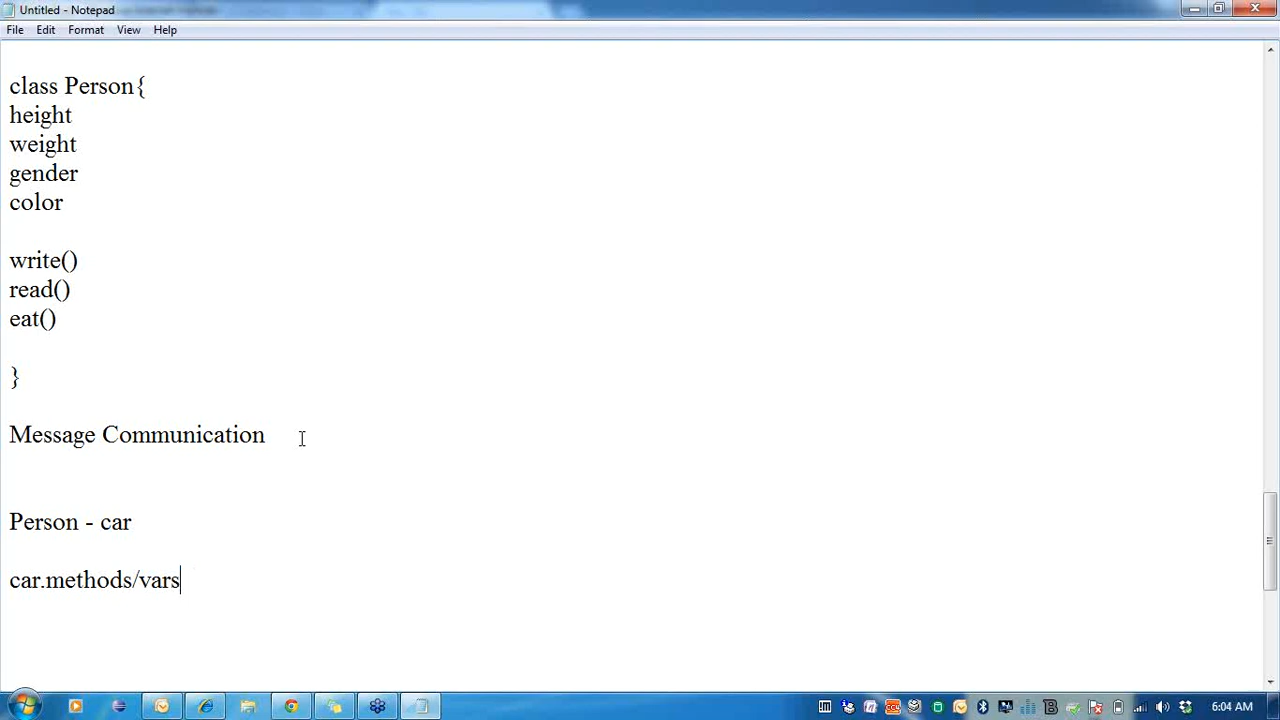 Untitled - Notepad
File Edit Format View Help
class Person{
height
weight
gender
color
write()
read()
eat()
}
Message Communication
Person - car
car.methods/vars
6:04 AM